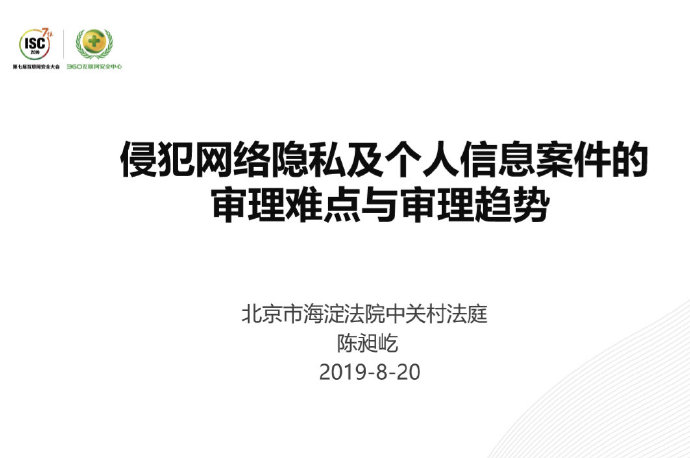 ISC 7th
2019
第七届互联网安全大会
360互联网安全中心
侵犯网络隐私及个人信息案件的
审理难点与审理趋势
北京市海淀法院中关村法庭
陈昶屹
2019-8-20